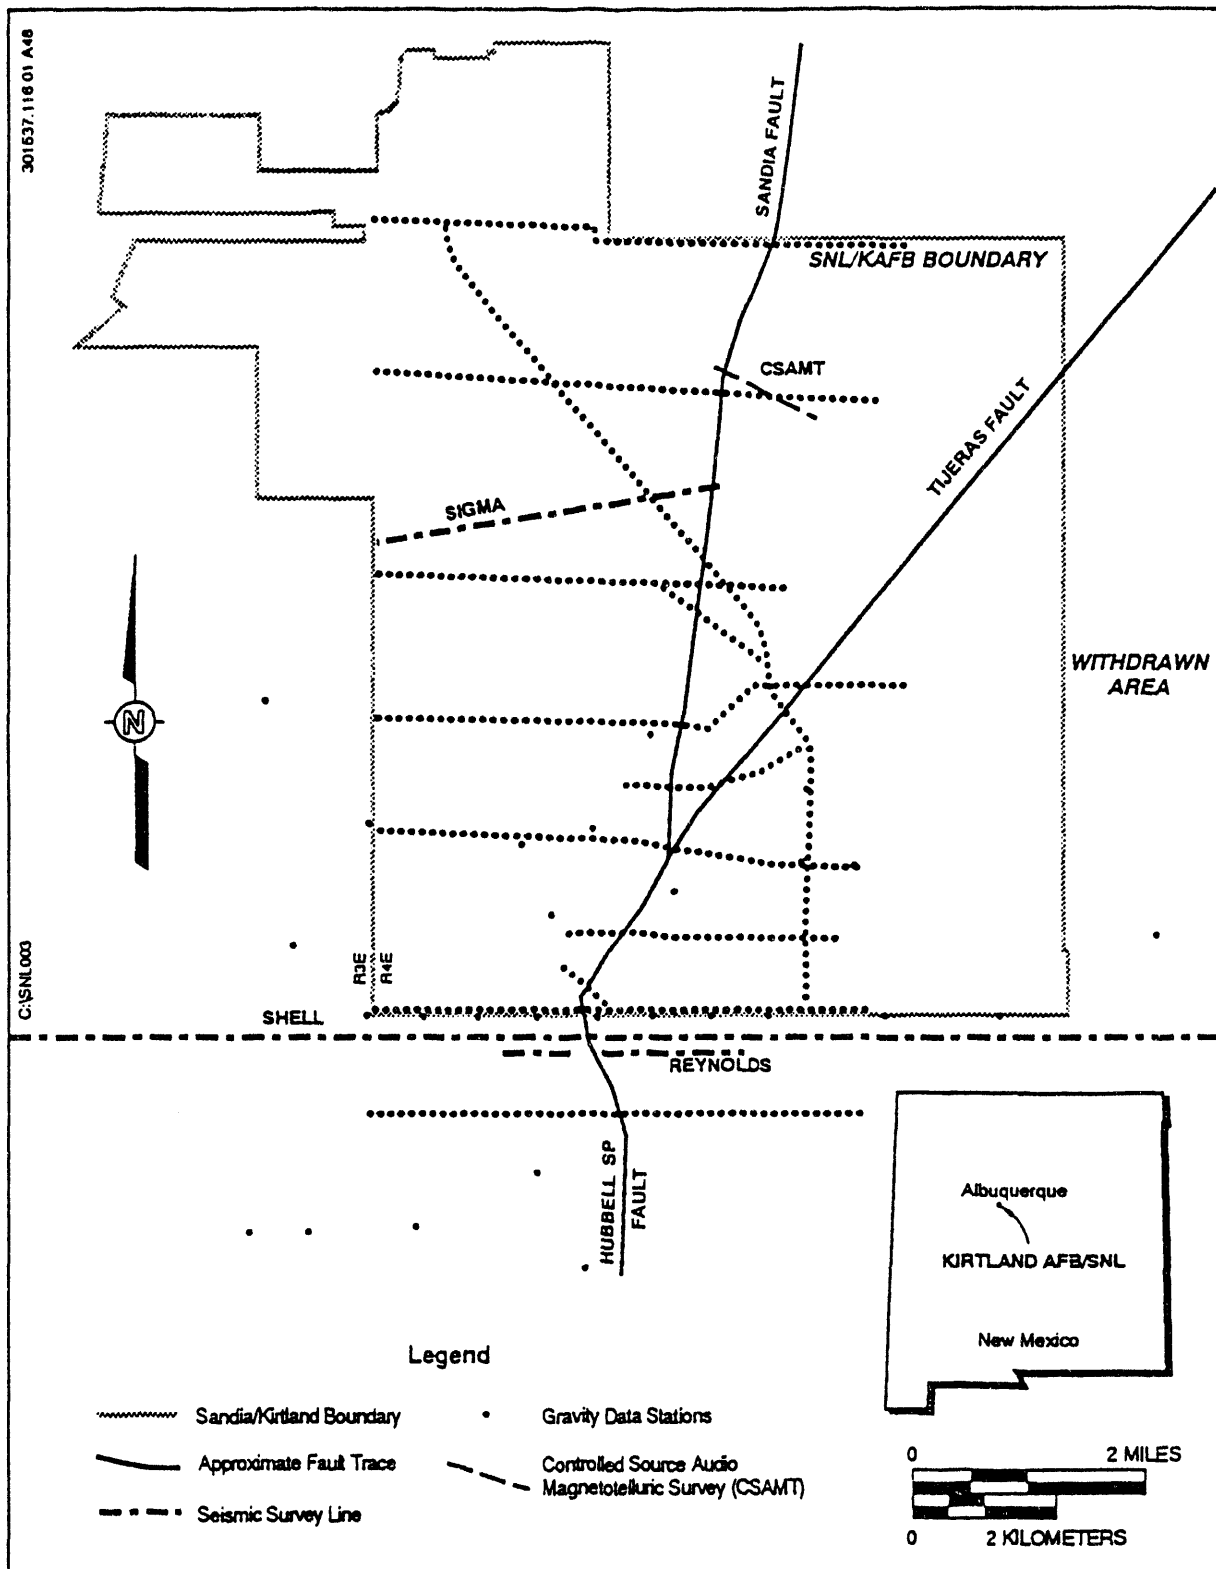 301537.116 01 A48
SANDIA FAULT
SNL/KAFB BOUNDARY
CSAMT
TIJERAS FAULT
SIGMA
WITHDRAWN
AREA
N
C:\SNL003
R3E
R4E
SHELL
REYNOLDS
HUBBELL SP
FAULT
Albuquerque
KIRTLAND AFB/SNL
New Mexico
Legend
Sandia/Kirtland Boundary
Gravity Data Stations
Approximate Fault Trace
Controlled Source Audio
Magnetotelluric Survey (CSAMT)
Seismic Survey Line
0 2 MILES
0 2 KILOMETERS